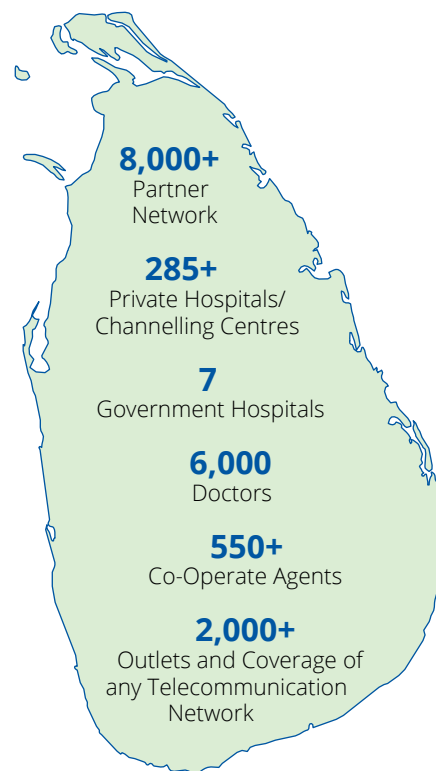 8,000+
Partner
Network
285+
Private Hospitals/
Channelling Centres
7
Government Hospitals
6,000
Doctors
550+
Co-Operate Agents
2,000+
Outlets and Coverage of
any Telecommunication
Network